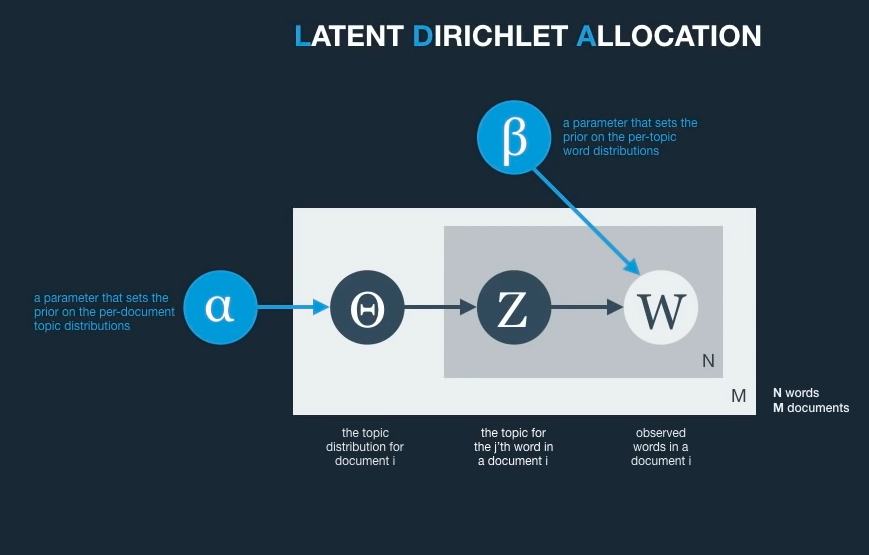 LATENT DIRICHLET ALLOCATION
β
a parameter that sets the
prior on the per-topic
word distributions
a parameter that sets the
prior on the per-document
topic distributions
α
Θ
Z
W
N
M
N words
M documents
the topic
distribution for
document i
the topic for
the j'th word in
a document i
observed
words in a
document i